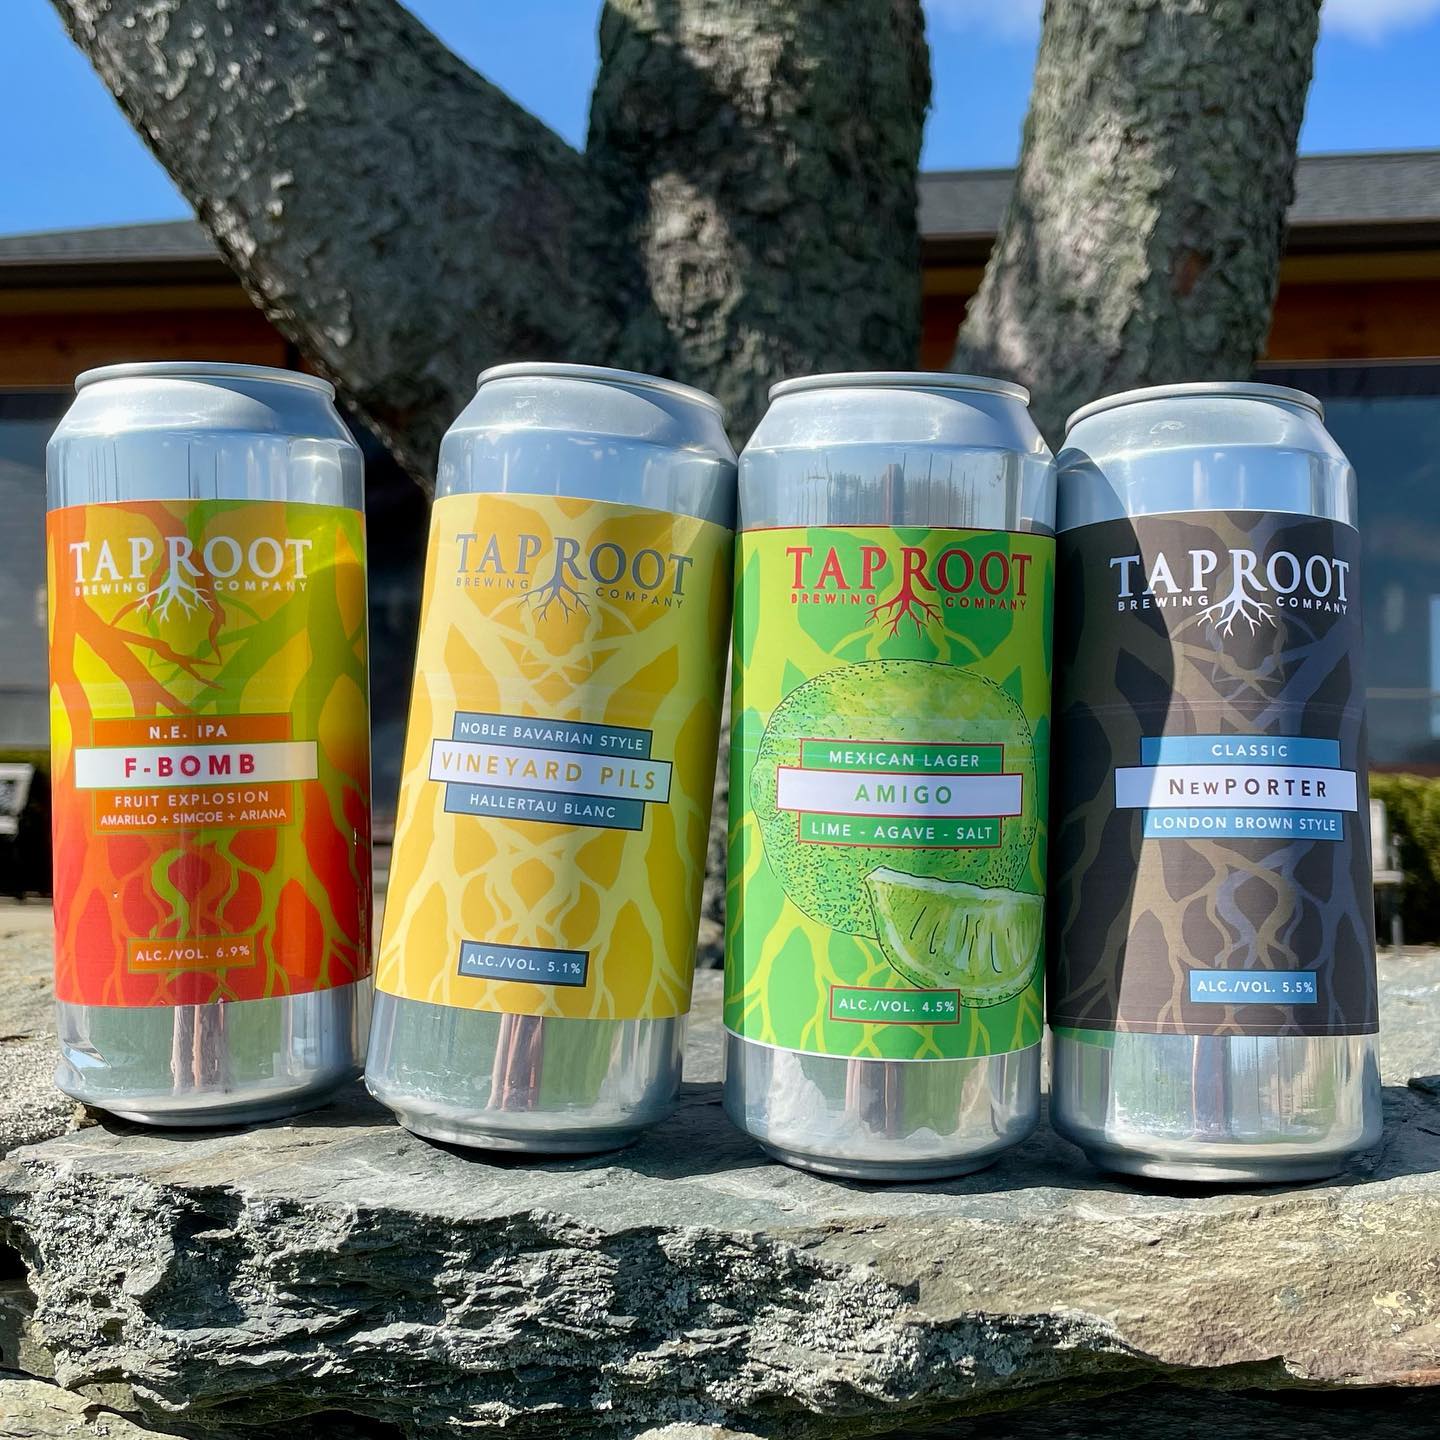 TAPROOT
BREWING COMPANY
N.E. IPA
F-BOMB
FRUIT EXPLOSION
AMARILLO + SIMCOE + ARIANA
ALC./VOL. 6.9%
TAPROOT
BREWING COMPANY
NOBLE BAVARIAN STYLE
VINEYARD PILS
HALLERTAU BLANC
ALC./VOL. 5.1%
TAPROOT
BREWING COMPANY
MEXICAN LAGER
AMIGO
LIME - AGAVE - SALT
ALC./VOL. 4.5%
TAPROOT
BREWING COMPANY
CLASSIC
NewPORTER
LONDON BROWN STYLE
ALC./VOL. 5.5%